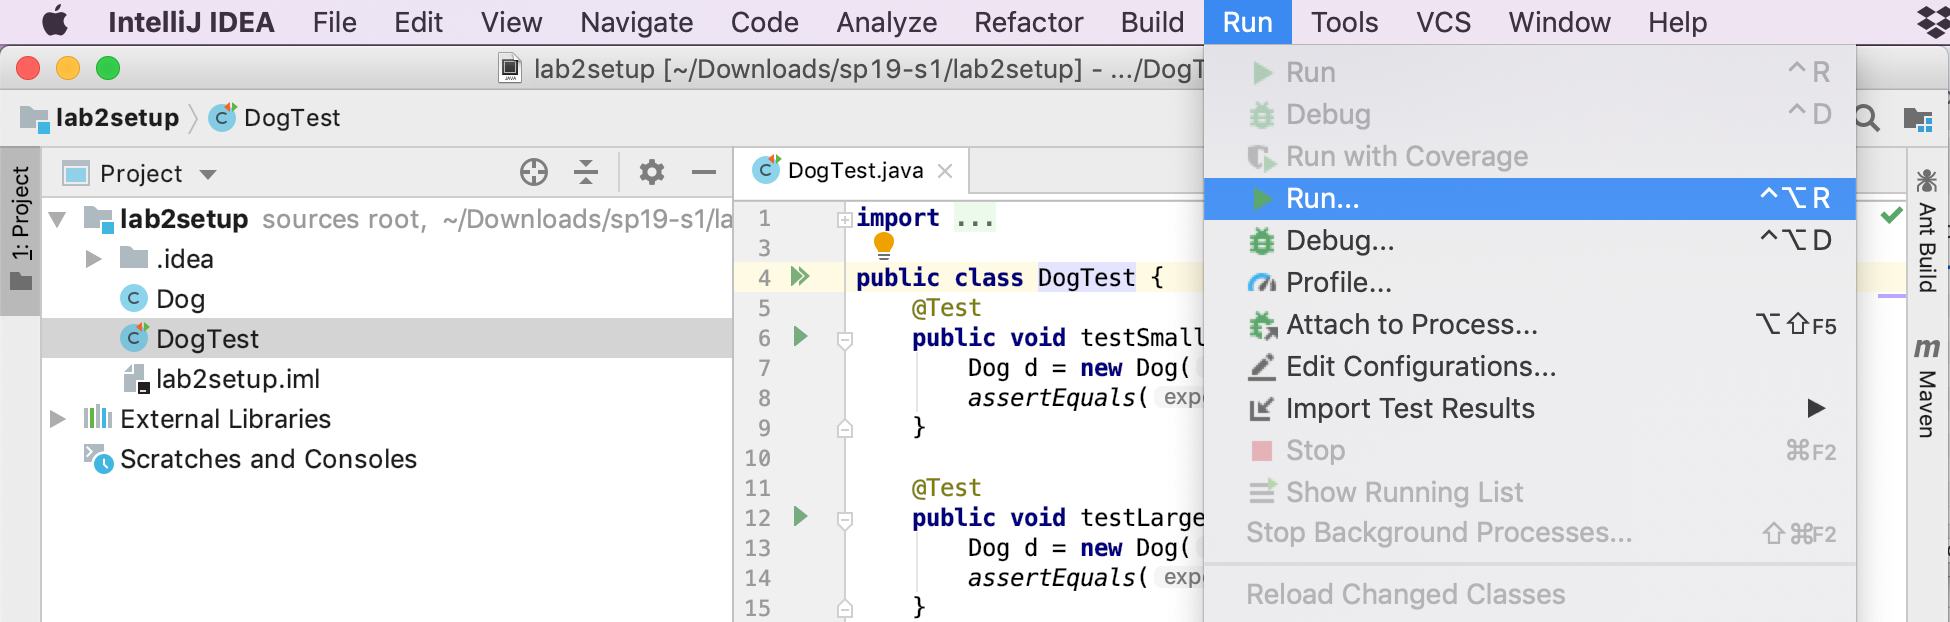 IntelliJ IDEA File Edit View Navigate Code Analyze Refactor Build Run Tools VCS Window Help
lab2setup [~/Downloads/sp19-s1/lab2setup] - .../DogT
lab2setup DogTest
1: Project
Project
lab2setup sources root, ~/Downloads/sp19-s1/la
.idea
Dog
DogTest
lab2setup.iml
External Libraries
Scratches and Consoles
DogTest.java
1 import ...
3
4 public class DogTest {
5 @Test
6 public void testSmall
7 Dog d = new Dog(
8 assertEquals( expe
9 }
10
11 @Test
12 public void testLarge
13 Dog d = new Dog(
14 assertEquals( expe
15 }
Run ⌃R
Debug ⌃D
Run with Coverage
Run... ⌃⌥R
Debug... ⌃⌥D
Profile...
Attach to Process... ⌥⇧F5
Edit Configurations...
Import Test Results
Stop ⌘F2
Show Running List
Stop Background Processes... ⇧⌘F2
Reload Changed Classes
Ant Build
m Maven